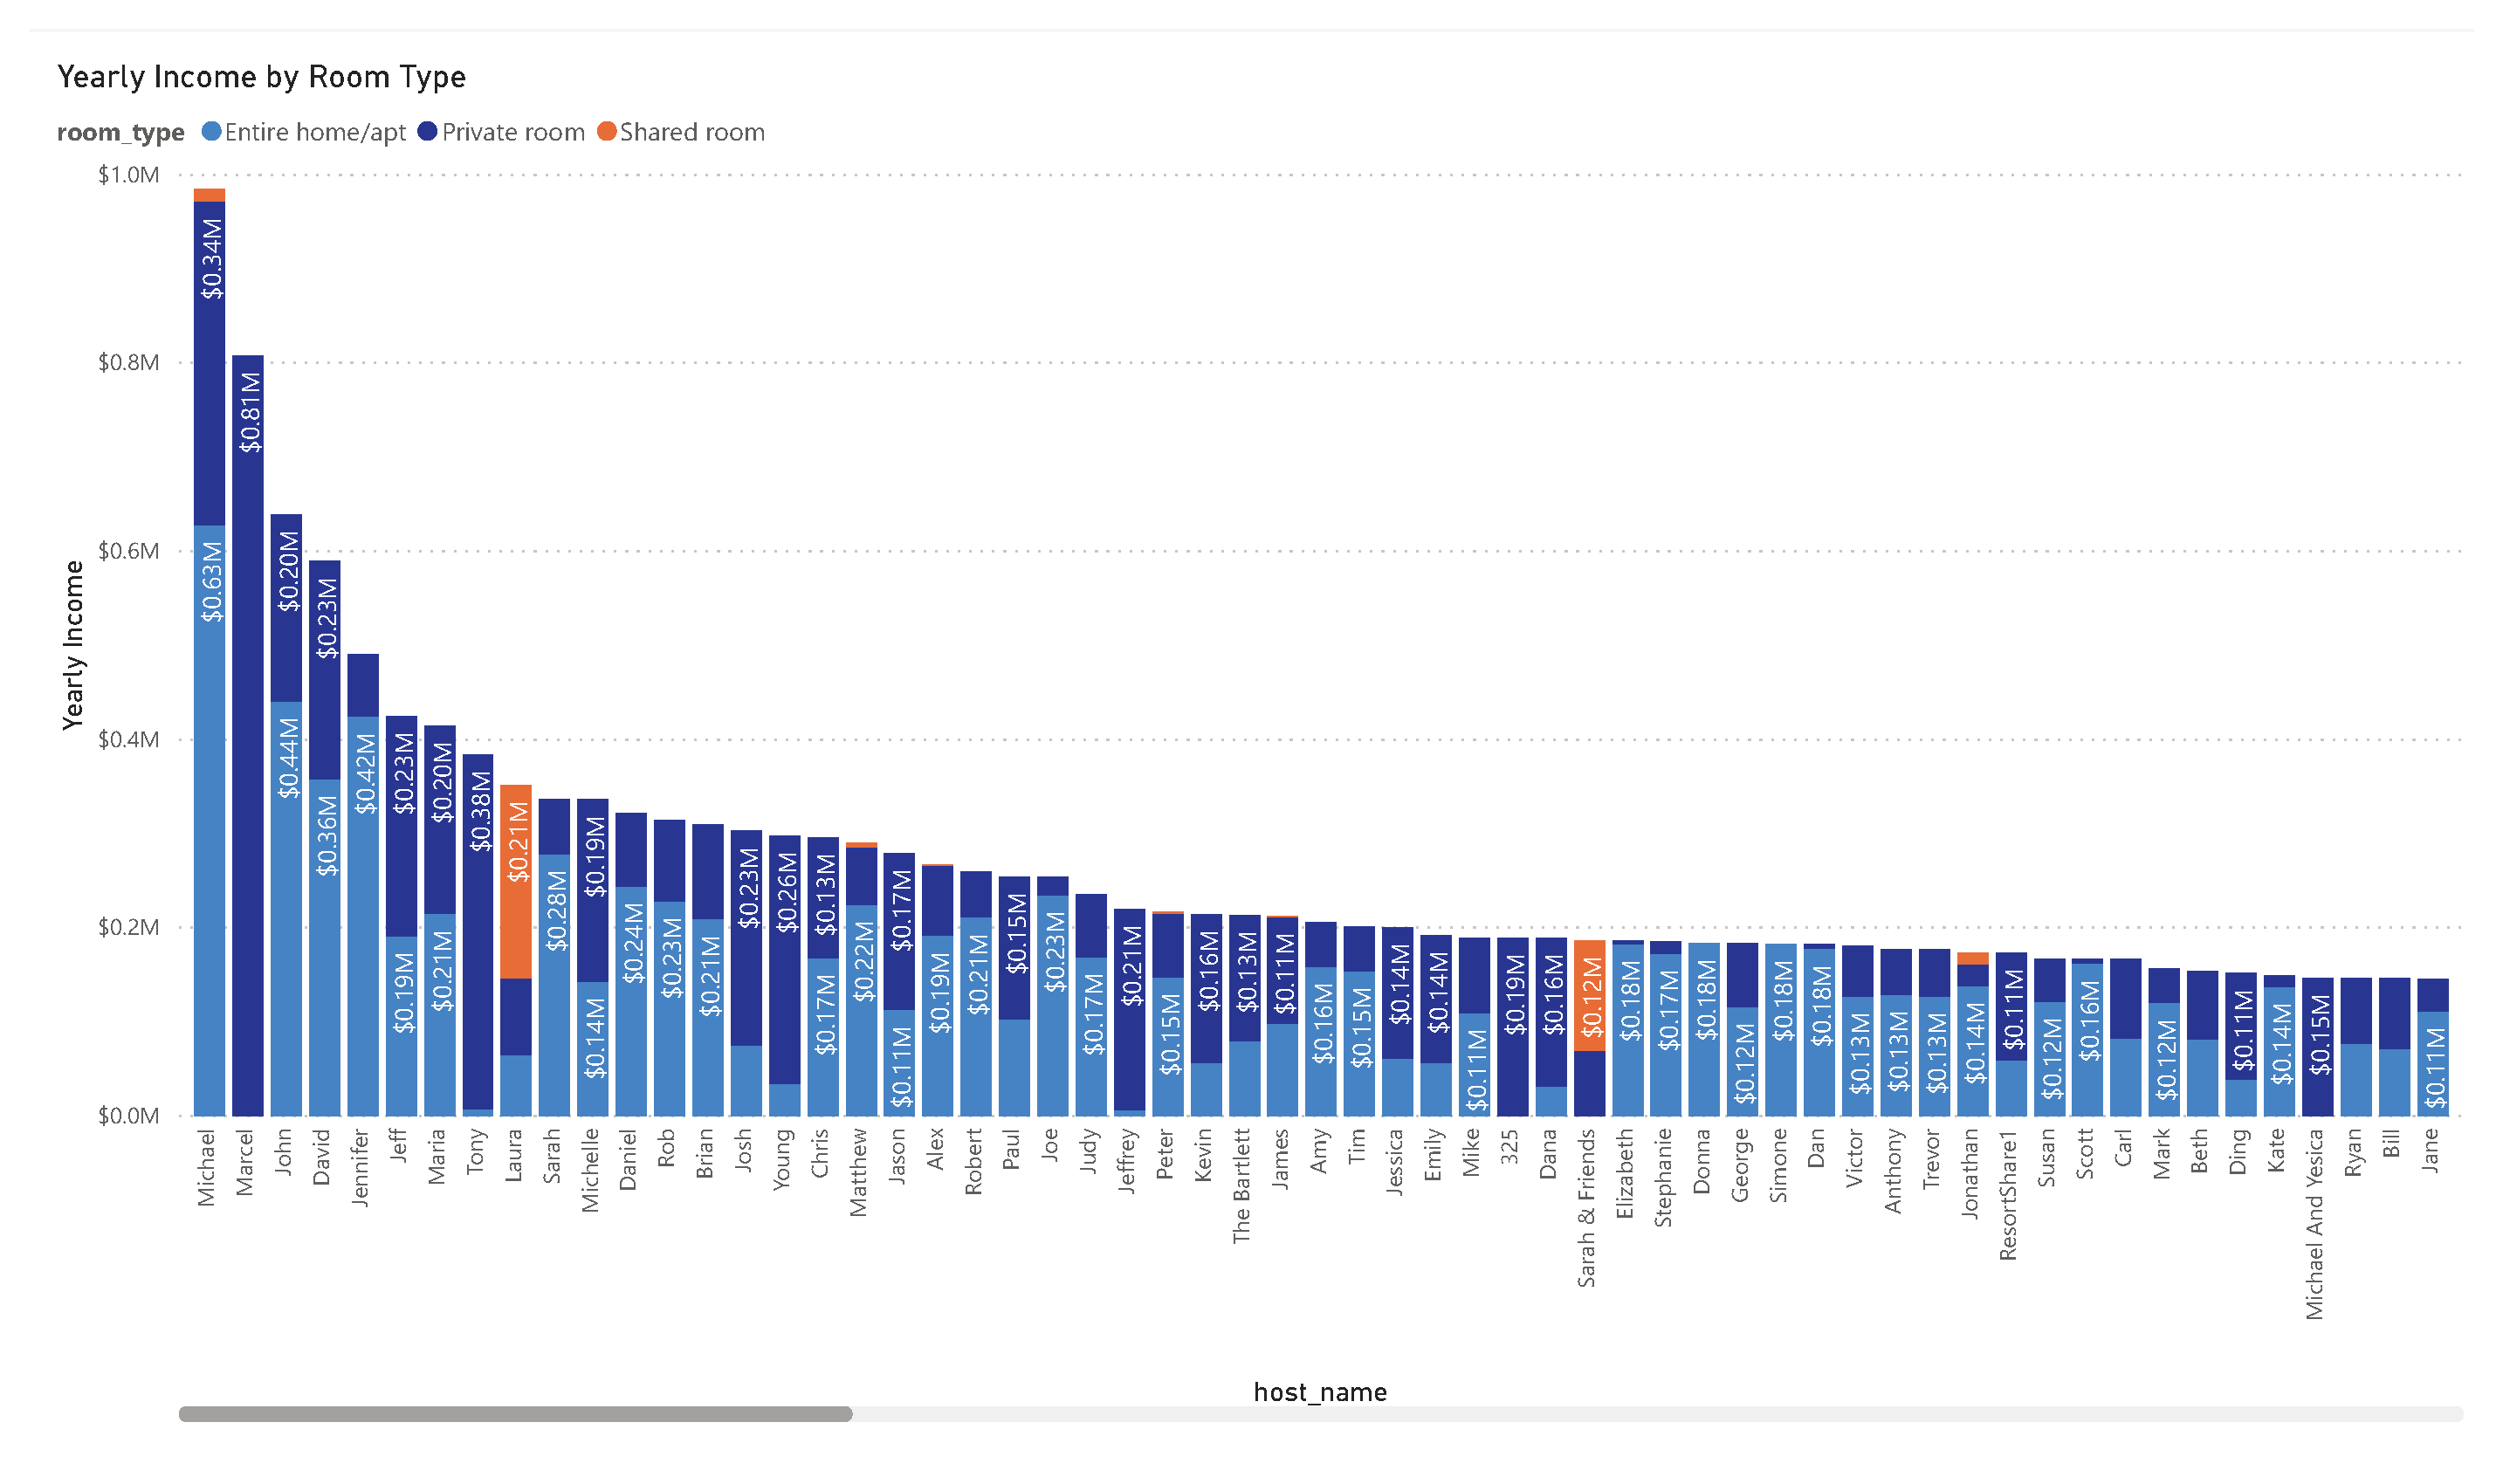 Yearly Income by Room Type
room_type Entire home/apt Private room Shared room
$1.0M
$0.8M
$0.6M
$0.4M
$0.2M
$0.0M
Yearly Income
$0.34M
$0.63M
$0.81M
$0.20M
$0.44M
$0.23M
$0.36M
$0.42M
$0.23M
$0.19M
$0.20M
$0.21M
$0.38M
$0.21M
$0.28M
$0.19M
$0.14M
$0.24M
$0.23M
$0.21M
$0.23M
$0.26M
$0.13M
$0.17M
$0.22M
$0.17M
$0.11M
$0.19M
$0.21M
$0.15M
$0.23M
$0.17M
$0.21M
$0.15M
$0.16M
$0.13M
$0.11M
$0.16M
$0.15M
$0.14M
$0.14M
$0.11M
$0.19M
$0.16M
$0.12M
$0.18M
$0.17M
$0.18M
$0.12M
$0.18M
$0.18M
$0.13M
$0.13M
$0.13M
$0.14M
$0.11M
$0.12M
$0.16M
$0.12M
$0.11M
$0.14M
$0.15M
$0.11M
Michael
Marcel
John
David
Jennifer
Jeff
Maria
Tony
Laura
Sarah
Michelle
Daniel
Rob
Brian
Josh
Young
Chris
Matthew
Jason
Alex
Robert
Paul
Joe
Judy
Jeffrey
Peter
Kevin
The Bartlett
James
Amy
Tim
Jessica
Emily
Mike
325
Dana
Sarah & Friends
Elizabeth
Stephanie
Donna
George
Simone
Dan
Victor
Anthony
Trevor
Jonathan
ResortShare1
Susan
Scott
Carl
Mark
Beth
Ding
Kate
Michael And Yesica
Ryan
Bill
Jane
host_name